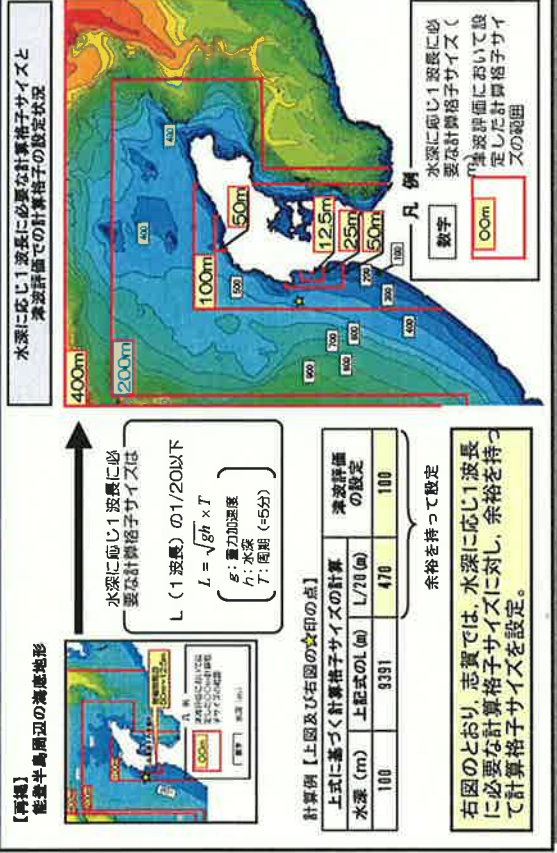 【再掲】
能登半島周辺の海底地形
水深に応じ1波長に必
要な計算格子サイズは
L（1波長）の1/20以下
L = √gh × T
g：重力加速度
h：水深
T：周期（=5分）
計算例【上図及び右図の☆印の点】
上式に基づく計算格子サイズの計算
津波評価
の設定
水深（m）
上記式のL(m)
L/20(m)
100
9391
470
100
余裕を持って設定
右図のとおり、志賀では、水深に応じ1波長
に必要な計算格子サイズに対し、余裕を持っ
て計算格子サイズを設定。
水深に応じ1波長に必要な計算格子サイズと
津波評価での計算格子の設定状況
400m
200m
100m
50m
12.5m
25m
50m
400
400
500
900
800
700
600
700
300
100
400
凡 例
数字
水深に応じ1波長に必
要な計算格子サイズ（
m）
〇〇m
津波評価において設
定した計算格子サイ
ズの範囲